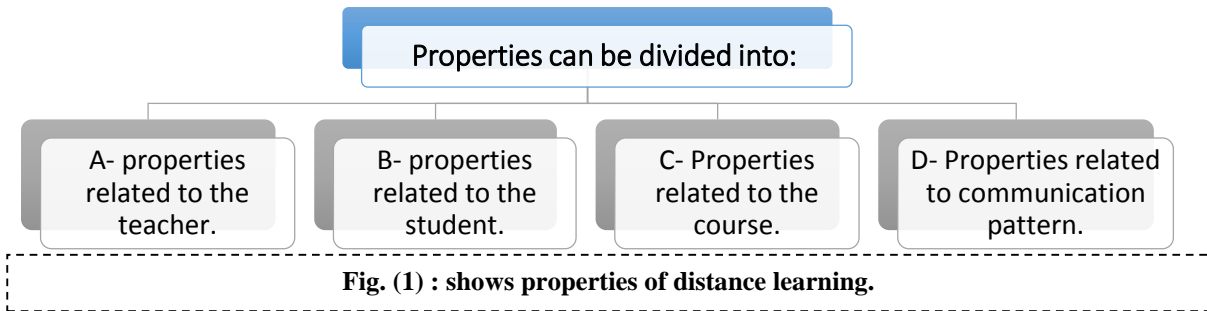 Properties can be divided into:
A- properties
related to the
teacher.
B- properties
related to the
student.
C- Properties
related to the
course.
D- Properties related
to communication
pattern.
Fig. (1) : shows properties of distance learning.